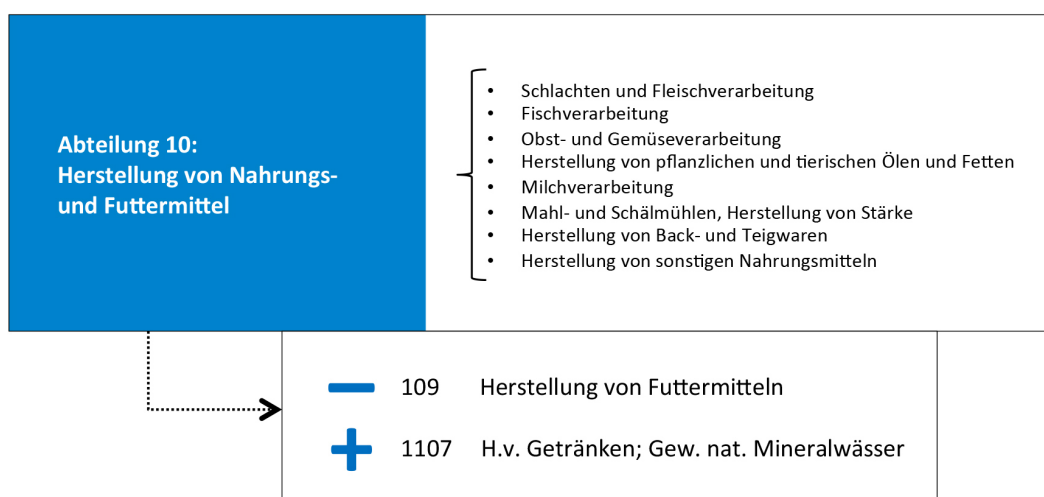 Abteilung 10:
Herstellung von Nahrungs-
und Futtermittel
• Schlachten und Fleischverarbeitung
• Fischverarbeitung
• Obst- und Gemüseverarbeitung
• Herstellung von pflanzlichen und tierischen Ölen und Fetten
• Milchverarbeitung
• Mahl- und Schälmühlen, Herstellung von Stärke
• Herstellung von Back- und Teigwaren
• Herstellung von sonstigen Nahrungsmitteln
109 Herstellung von Futtermitteln
1107 H.v. Getränken; Gew. nat. Mineralwässer